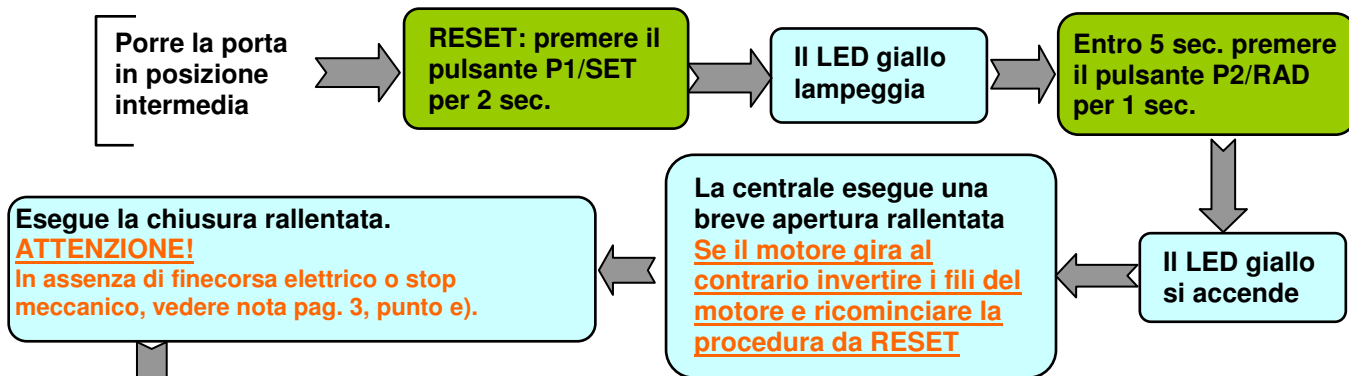 Porre la porta
in posizione
intermedia
RESET: premere il
pulsante P1/SET
per 2 sec.
Il LED giallo
lampeggia
Entro 5 sec. premere
il pulsante P2/RAD
per 1 sec.
Il LED giallo
si accende
La centrale esegue una
breve apertura rallentata
Se il motore gira al
contrario invertire i fili del
motore e ricominciare la
procedura da RESET
Esegue la chiusura rallentata.
ATTENZIONE!
In assenza di finecorsa elettrico o stop
meccanico, vedere nota pag. 3, punto e).